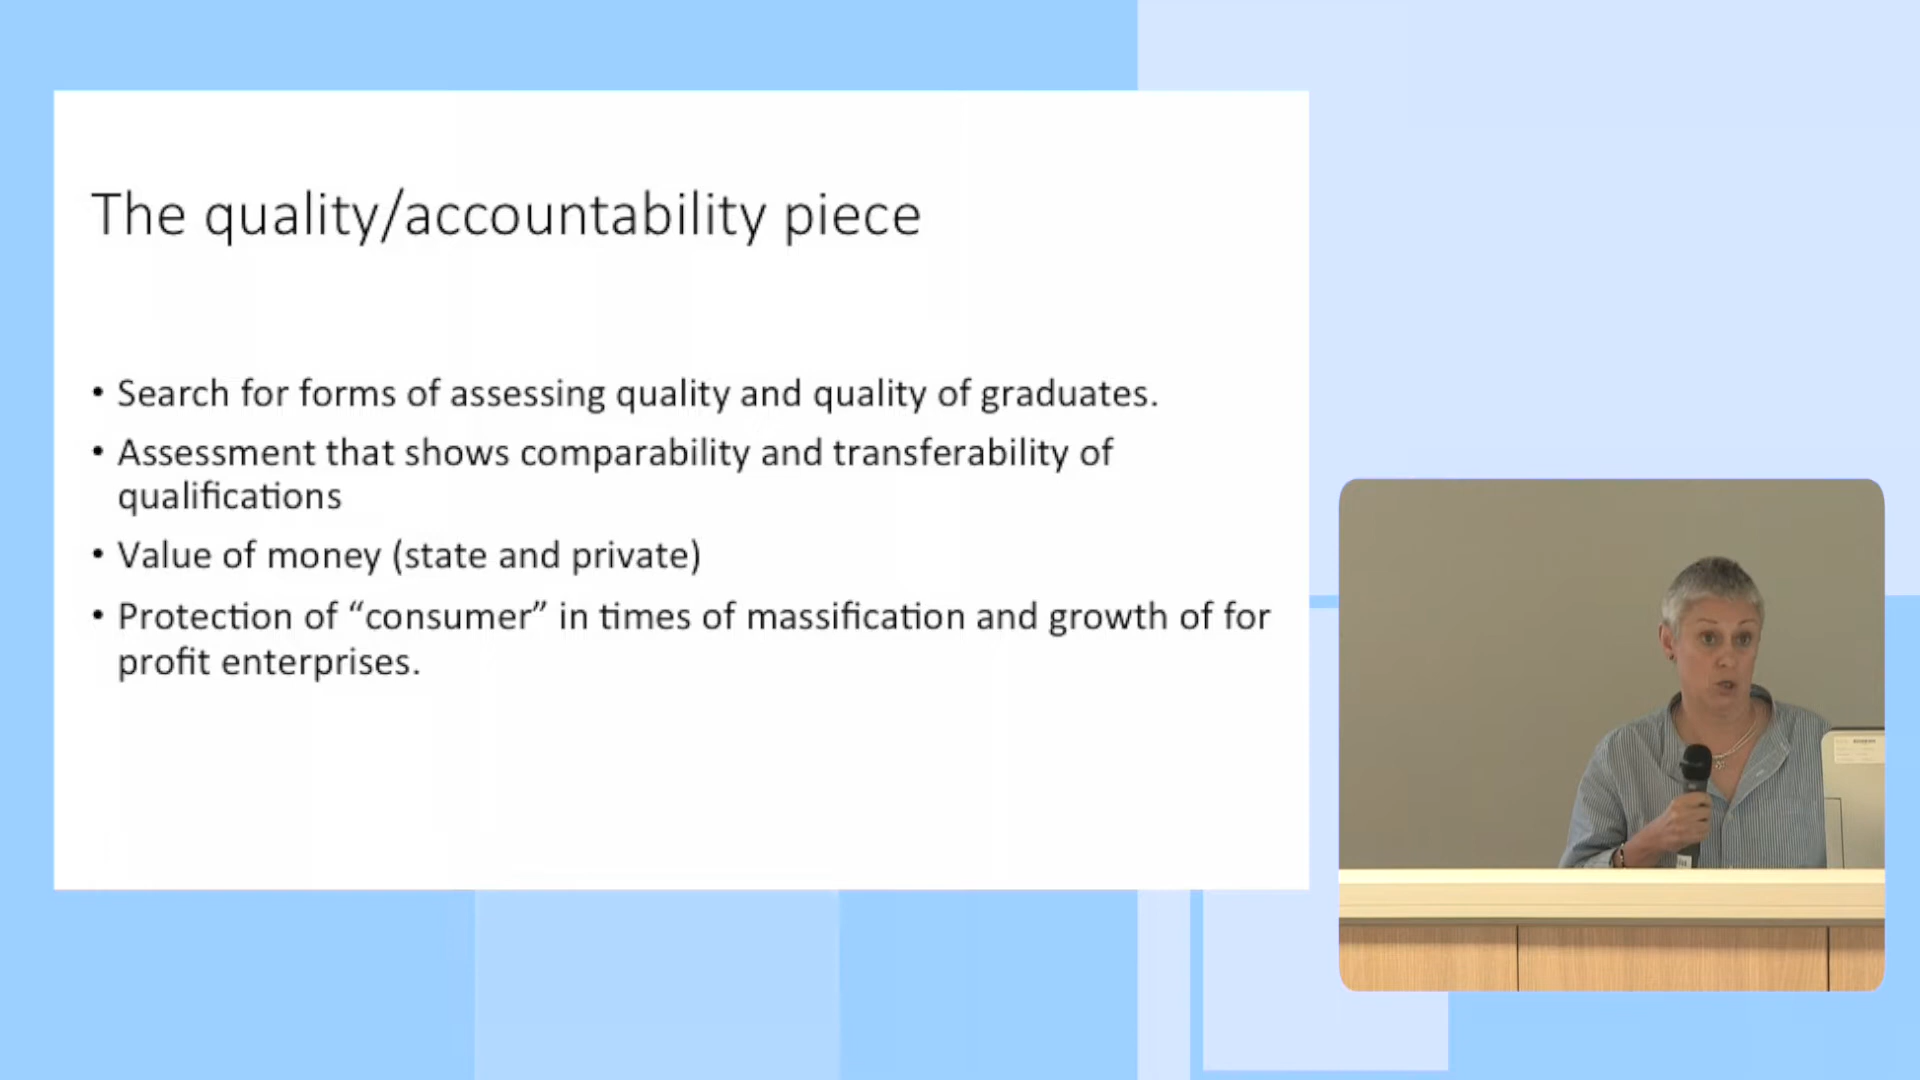 The quality/accountability piece
• Search for forms of assessing quality and quality of graduates.
• Assessment that shows comparability and transferability of
qualifications
• Value of money (state and private)
• Protection of “consumer” in times of massification and growth of for
profit enterprises.